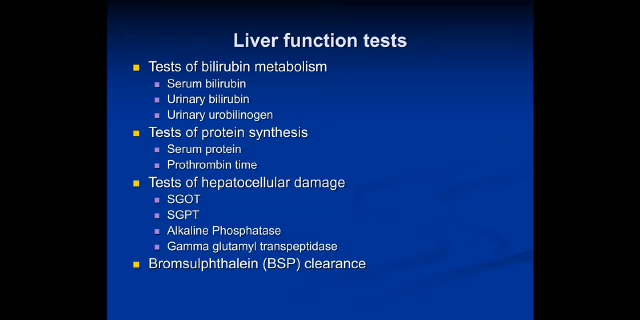 Liver function tests
Tests of bilirubin metabolism
Serum bilirubin
Urinary bilirubin
Urinary urobilinogen
Tests of protein synthesis
Serum protein
Prothrombin time
Tests of hepatocellular damage
SGOT
SGPT
Alkaline Phosphatase
Gamma glutamyl transpeptidase
Bromsulphthalein (BSP) clearance